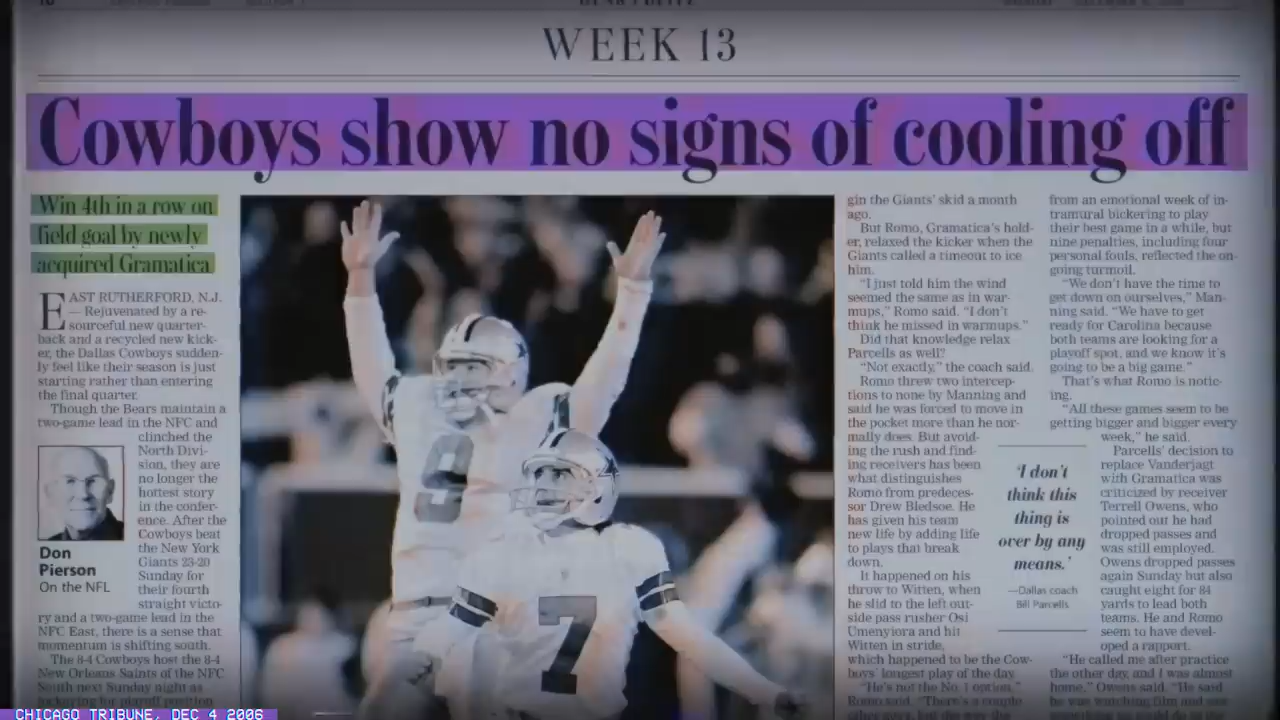 WEEK 13
Cowboys show no signs of cooling off
Win 4th in a row on
field goal by newly
acquired Gramatica
EAST RUTHERFORD, N.J.
— Rejuvenated by a re-
sourceful new quarter-
back and a recycled new kick-
er, the Dallas Cowboys sudden-
ly feel like their season is just
starting rather than entering
the final quarter.
Though the Bears maintain a
two-game lead in the NFC and
clinched the
North Divi-
sion, they are
no longer the
hottest story
in the confer-
ence. After the
Cowboys beat
the New York
Giants 23-20
Sunday for
their fourth
straight victo-
ry and a two-game lead in the
NFC East, there is a sense that
momentum is shifting south.
The 8-4 Cowboys host the 8-4
New Orleans Saints of the NFC
South next Sunday night as
jockeying for playoff position
Don
Pierson
On the NFL
9
7
gin the Giants' skid a month
ago.
But Romo, Gramatica's hold-
er, relaxed the kicker when the
Giants called a timeout to ice
him.
"I just told him the wind
seemed the same as in war-
mups," Romo said. "I don't
think he missed in warmups."
Did that knowledge relax
Parcells as well?
"Not exactly," the coach said.
Romo threw two intercep-
tions to none by Manning and
said he was forced to move in
the pocket more than he nor-
mally does. But avoid-
ing the rush and find-
ing receivers has been
what distinguishes
Romo from predeces-
sor Drew Bledsoe. He
has given his team
new life by adding life
to plays that break
down.
It happened on his
throw to Witten, when
he slid to the left out-
side pass rusher Osi
Umenyiora and hit
Witten in stride,
which happened to be the Cow-
boys' longest play of the day.
"He's not the No. 1 option,"
Romo said. "There's a couple
'I don't
think this
thing is
over by any
means.'
—Dallas coach
Bill Parcells
from an emotional week of in-
tramural bickering to play
their best game in a while, but
nine penalties, including four
personal fouls, reflected the on-
going turmoil.
"We don't have the time to
get down on ourselves," Man-
ning said. "We have to get
ready for Carolina because
both teams are looking for a
playoff spot, and we know it's
going to be a big game."
That's what Romo is notic-
ing.
"All these games seem to be
getting bigger and bigger every
week," he said.
Parcells' decision to
replace Vanderjagt
with Gramatica was
criticized by receiver
Terrell Owens, who
pointed out he had
dropped passes and
was still employed.
Owens dropped passes
again Sunday but also
caught eight for 84
yards to lead both
teams. He and Romo
seem to have devel-
oped a rapport.
"He called me after practice
the other day, and I was almost
home," Owens said. "He said
he was watching film and
CHICAGO TRIBUNE, DEC 4 2006